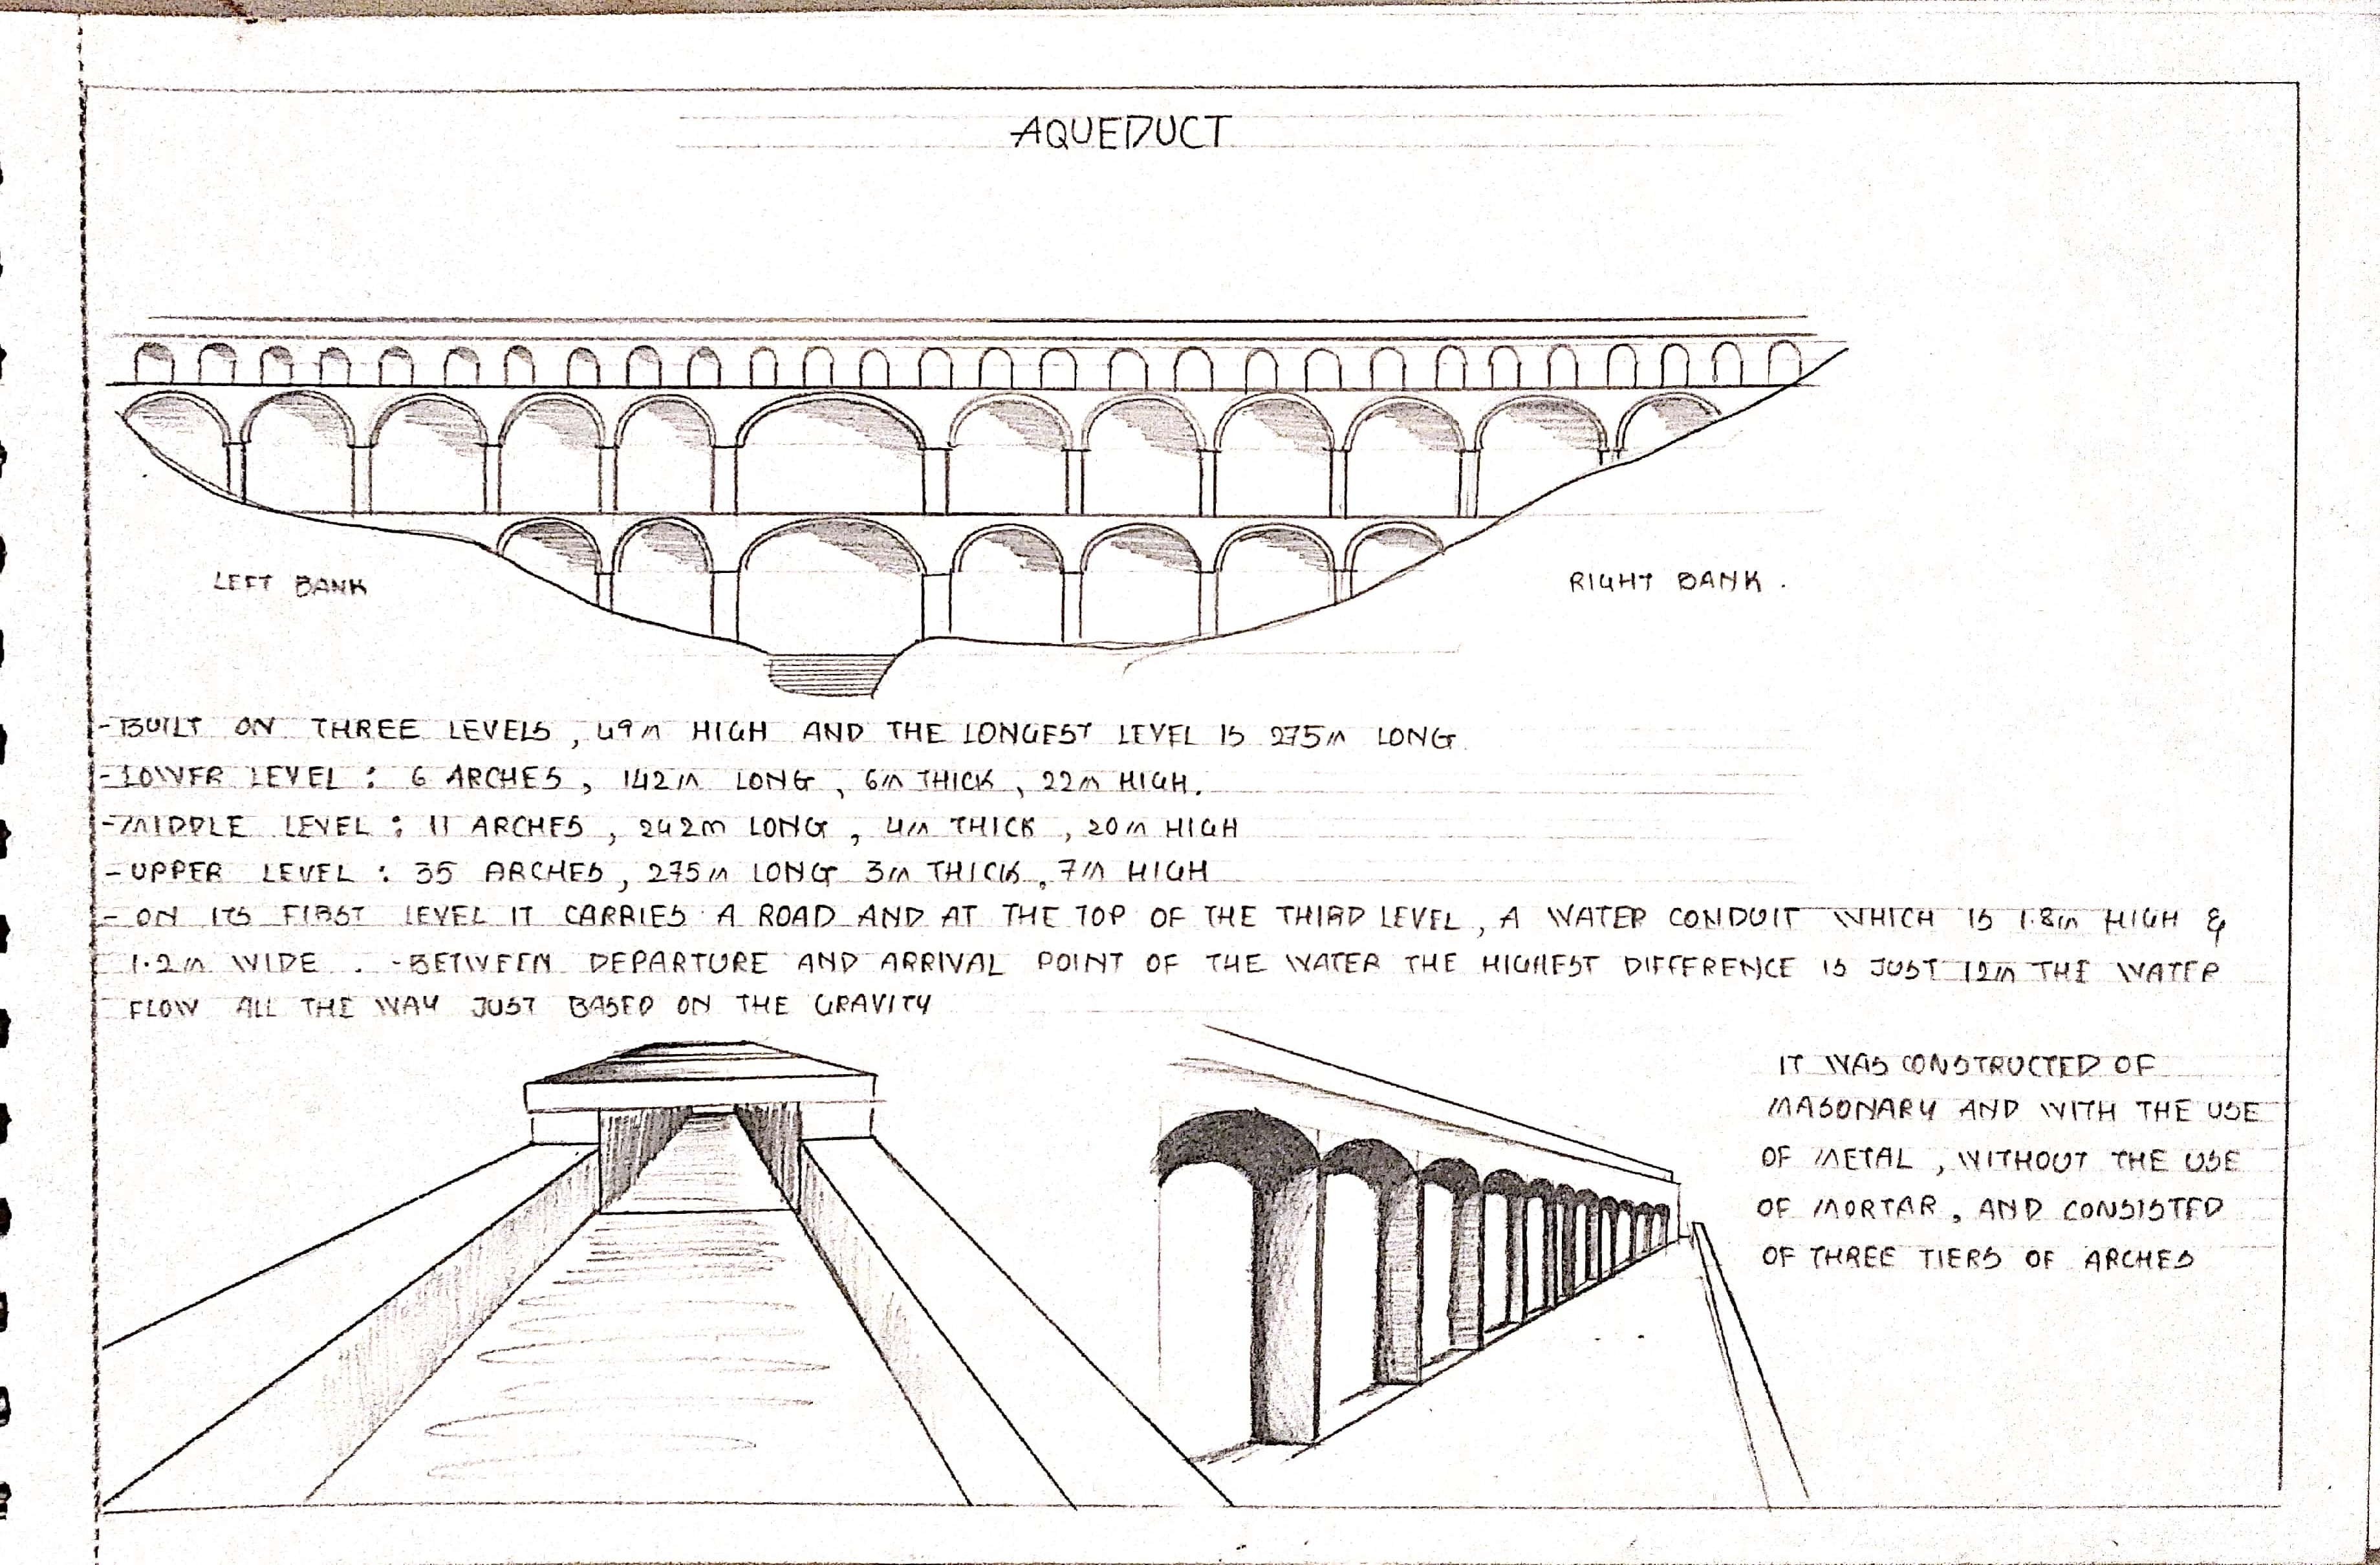 AQUEDUCT
LEFT BANK
RIGHT BANK .
- BUILT ON THREE LEVELS , 49m HIGH AND THE LONGEST LEVEL IS 275m LONG
- LOWER LEVEL : 6 ARCHES , 142m LONG , 6m THICK , 22m HIGH.
- MIDDLE LEVEL : 11 ARCHES , 242m LONG , 4m THICK , 20m HIGH
- UPPER LEVEL : 35 ARCHES , 275m LONG 3m THICK , 7m HIGH
- ON ITS FIRST LEVEL IT CARRIES A ROAD AND AT THE TOP OF THE THIRD LEVEL , A WATER CONDUIT WHICH IS 1.8m HIGH &
1.2m WIDE . - BETWEEN DEPARTURE AND ARRIVAL POINT OF THE WATER THE HIGHEST DIFFERENCE IS JUST 12m THE WATER
FLOW ALL THE WAY JUST BASED ON THE GRAVITY
IT WAS CONSTRUCTED OF
MASONARY AND WITH THE USE
OF METAL , WITHOUT THE USE
OF MORTAR , AND CONSISTED
OF THREE TIERS OF ARCHES